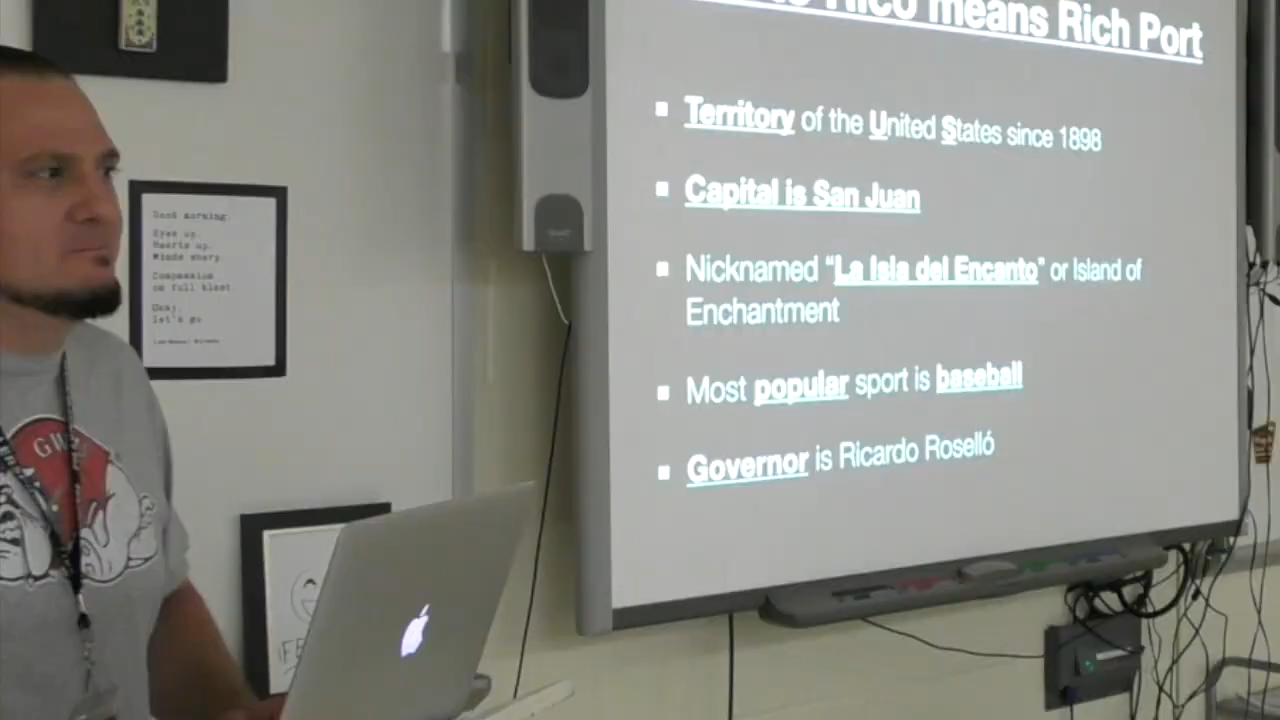 Rico means Rich Port
Territory of the United States since 1898
Capital is San Juan
Nicknamed “La Isla del Encanto” or Island of
Enchantment
Most popular sport is baseball
Governor is Ricardo Roselló
Good morning.
Eyes up.
Hearts up.
Minds sharp.
Compassion
on full blast.
Okay,
let's go